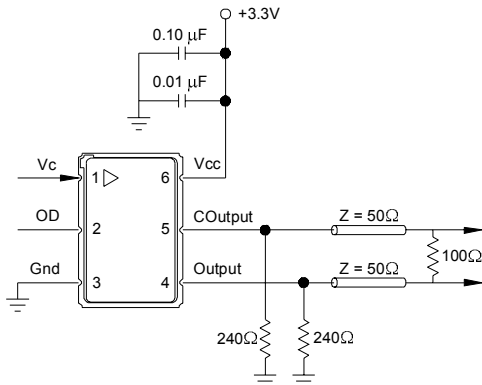 +3.3V
0.10 µF
0.01 µF
Vc
Vcc
1
6
OD
COutput
Z = 50Ω
2
5
Gnd
Output
Z = 50Ω
100Ω
3
4
240Ω
240Ω